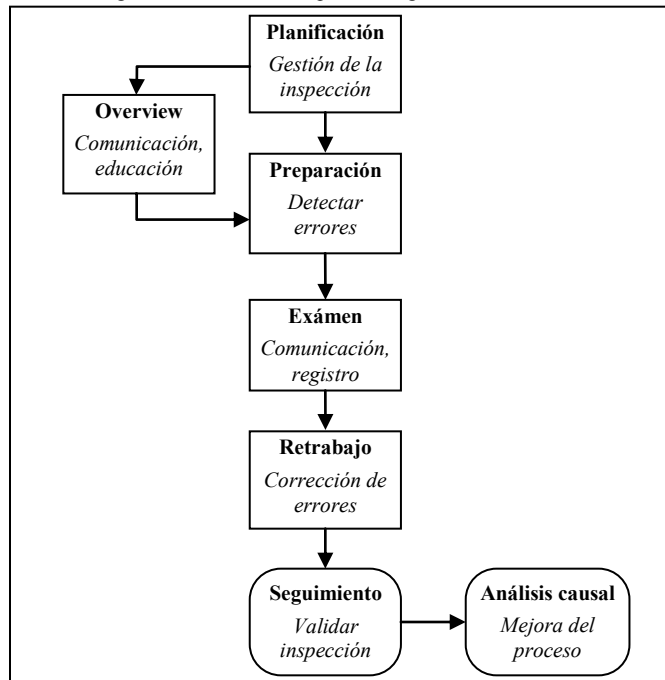 Planificación
Gestión de la
inspección
Overview
Comunicación,
educación
Preparación
Detectar
errores
Exámen
Comunicación,
registro
Retrabajo
Corrección de
errores
Seguimiento
Validar
inspección
Análisis causal
Mejora del
proceso